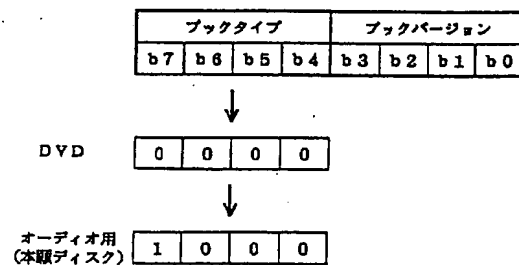 ブックタイプ ブックバージョン
b7 b6 b5 b4 b3 b2 b1 b0
DVD 0 0 0 0
オーディオ用
(本願ディスク) 1 0 0 0